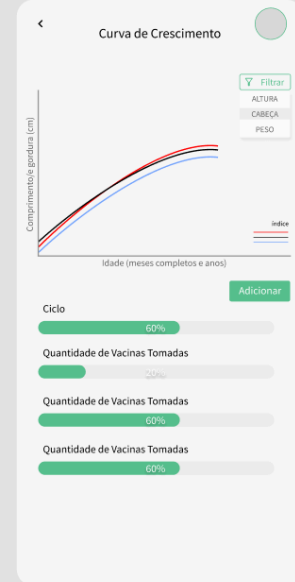 Curva de Crescimento
Filtrar
ALTURA
CABEÇA
PESO
Comprimento/e gordura (cm)
índice
Idade (meses completos e anos)
Adicionar
Ciclo
60%
Quantidade de Vacinas Tomadas
20%
Quantidade de Vacinas Tomadas
60%
Quantidade de Vacinas Tomadas
60%